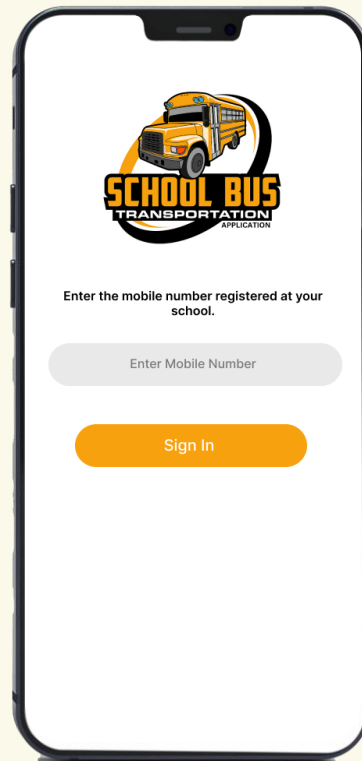 SCHOOL BUS
TRANSPORTATION
APPLICATION
Enter the mobile number registered at your
school.
Enter Mobile Number
Sign In